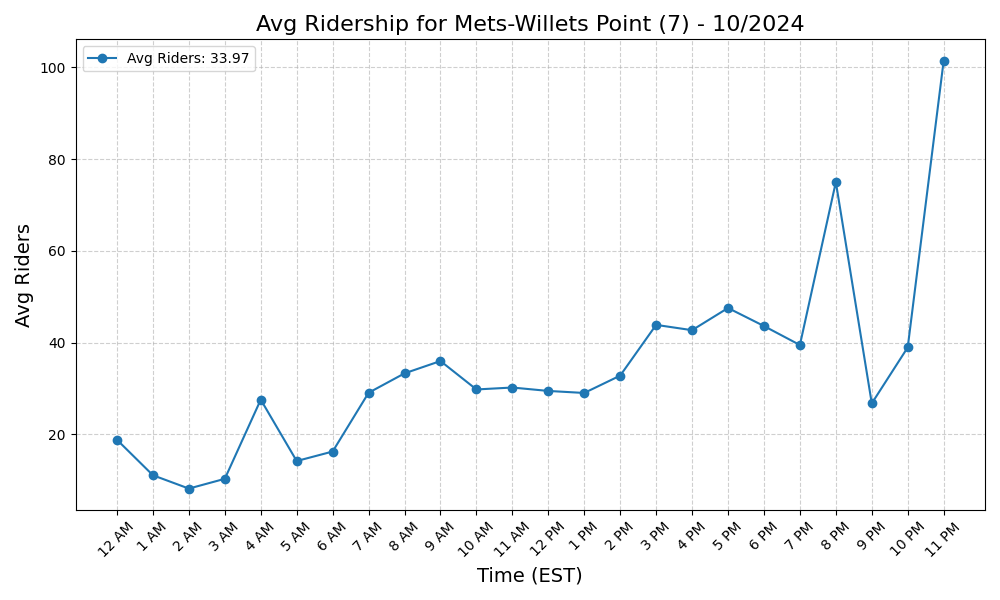 Avg Ridership for Mets-Willets Point (7) - 10/2024
Avg Riders: 33.97
Avg Riders
100
80
60
40
20
12 AM
1 AM
2 AM
3 AM
4 AM
5 AM
6 AM
7 AM
8 AM
9 AM
10 AM
11 AM
12 PM
1 PM
2 PM
3 PM
4 PM
5 PM
6 PM
7 PM
8 PM
9 PM
10 PM
11 PM
Time (EST)